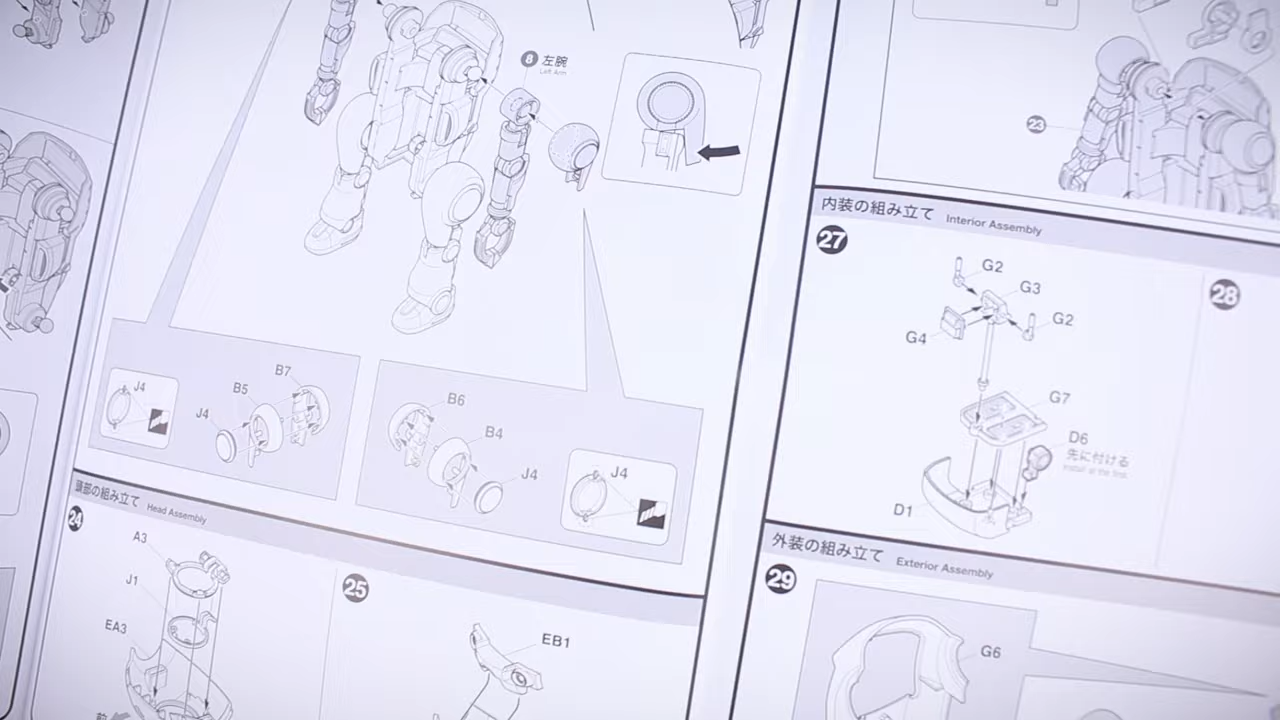 8 左腕
Left Arm
J4
B5
B7
J4
B6
B4
J4
J4
頭部の組み立て Head Assembly
24
A3
J1
EA3
25
EB1
23
内装の組み立て Interior Assembly
27
G2
G3
G2
G4
G7
D6
先に付ける
Install at the first.
D1
28
外装の組み立て Exterior Assembly
29
G6